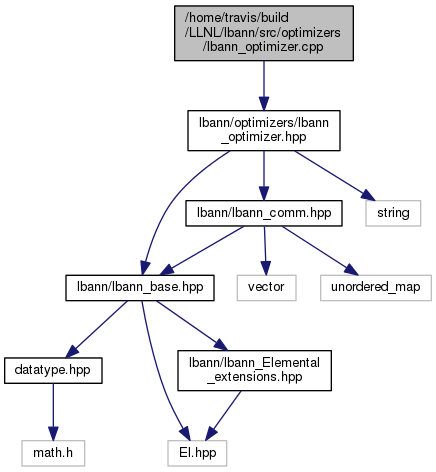 /home/travis/build
/LLNL/lbann/src/optimizers
/lbann_optimizer.cpp
lbann/optimizers/lbann
_optimizer.hpp
lbann/lbann_comm.hpp
string
lbann/lbann_base.hpp
vector
unordered_map
datatype.hpp
lbann/lbann_Elemental
_extensions.hpp
math.h
El.hpp